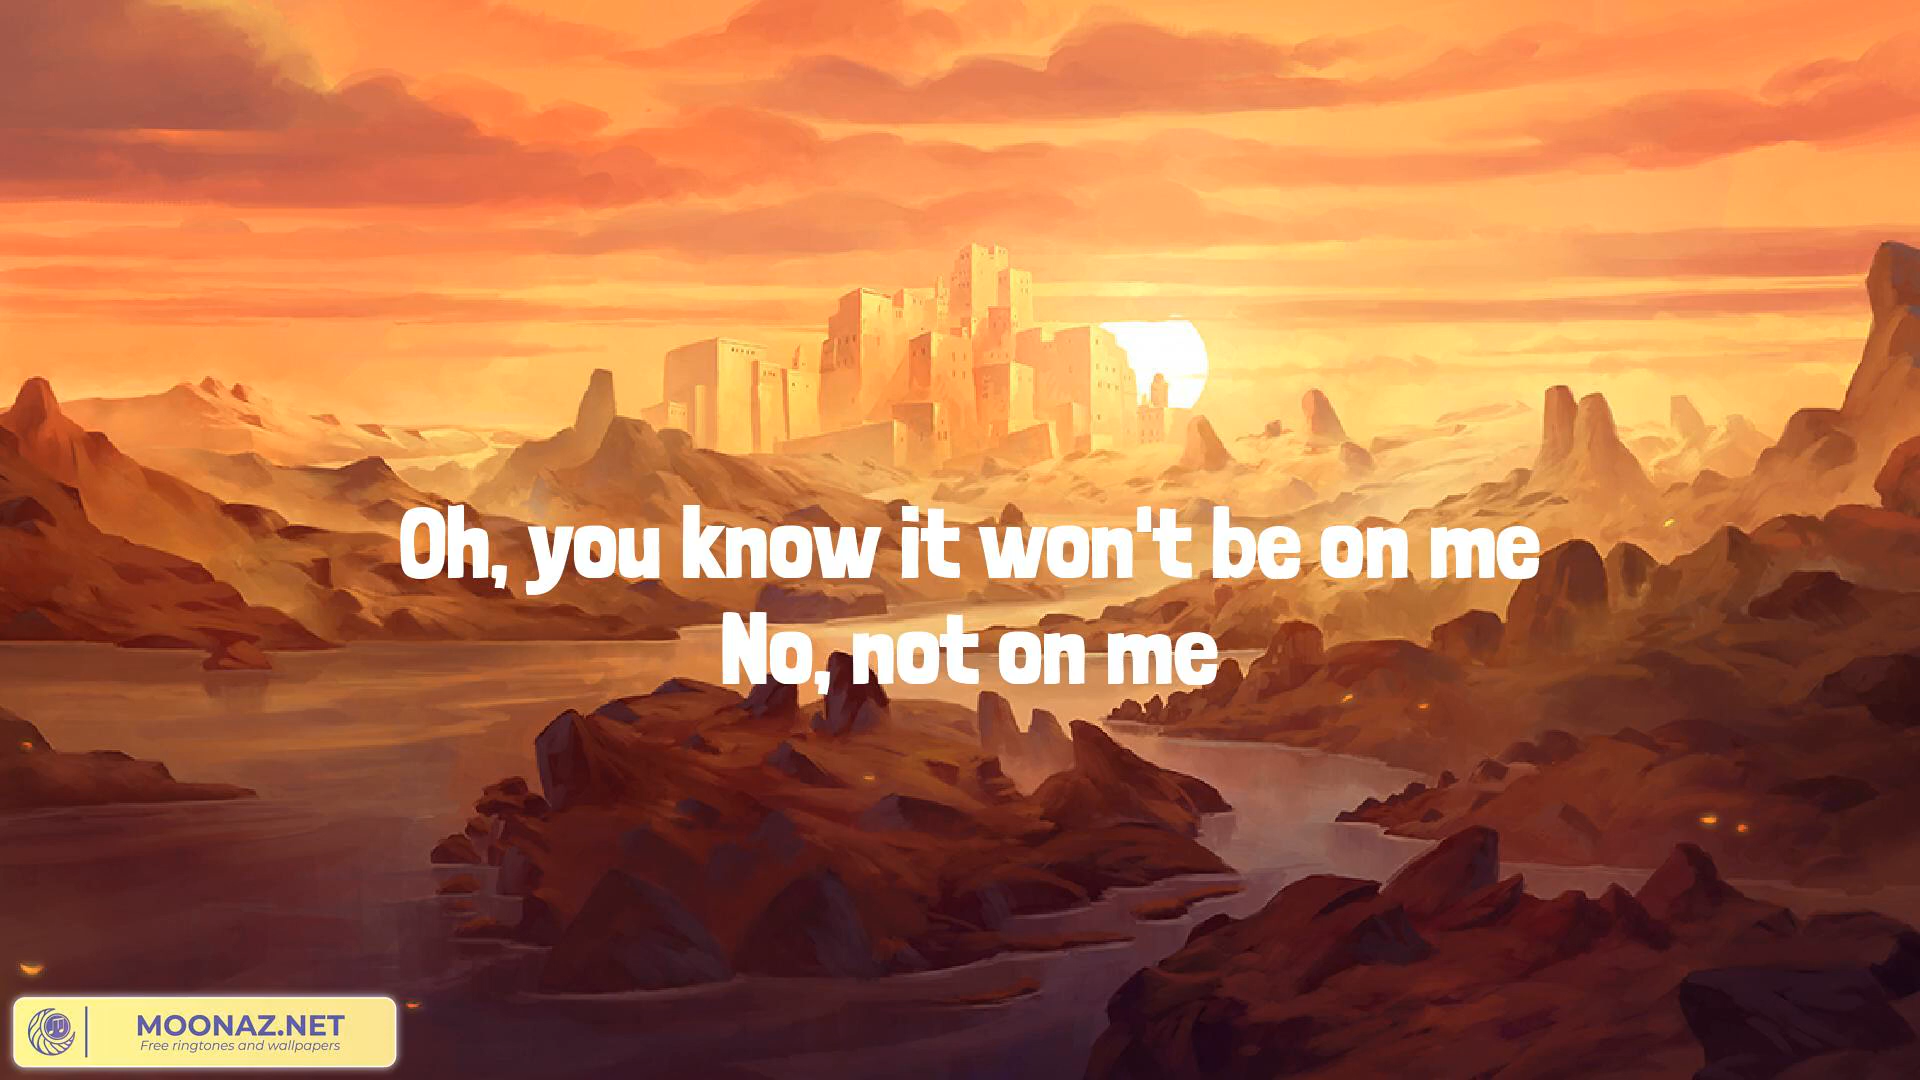 Oh, you know it won't be on me
No, not on me
MOONAZ.NET
Free ringtones and wallpapers